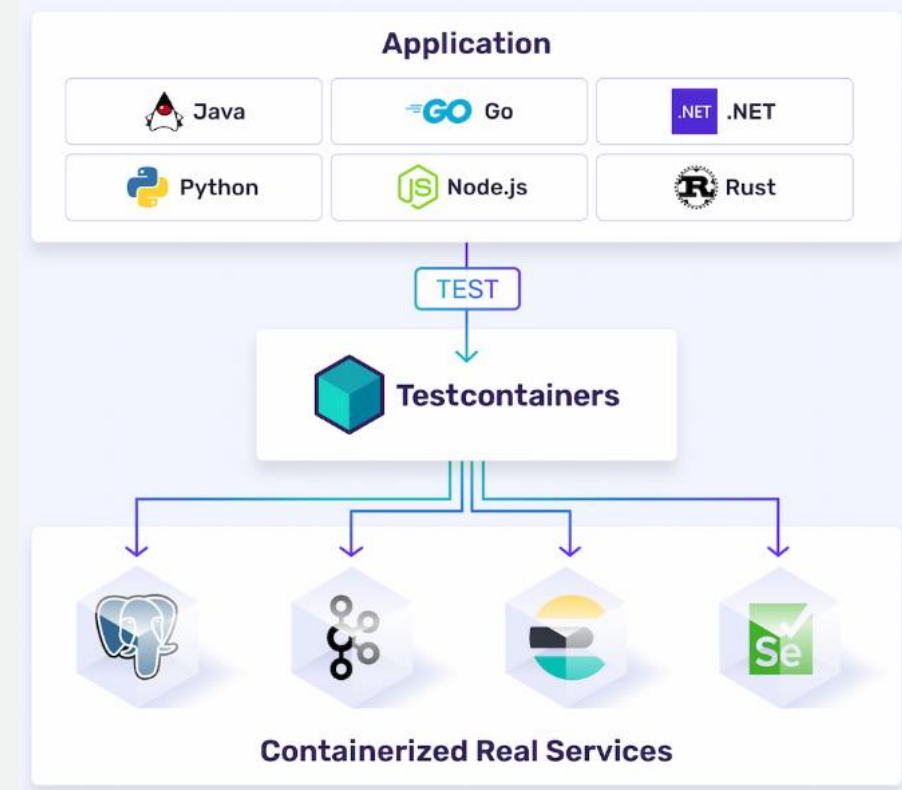 Application
Java
GO Go
.NET .NET
Python
JS Node.js
R Rust
TEST
Testcontainers
Se
Containerized Real Services